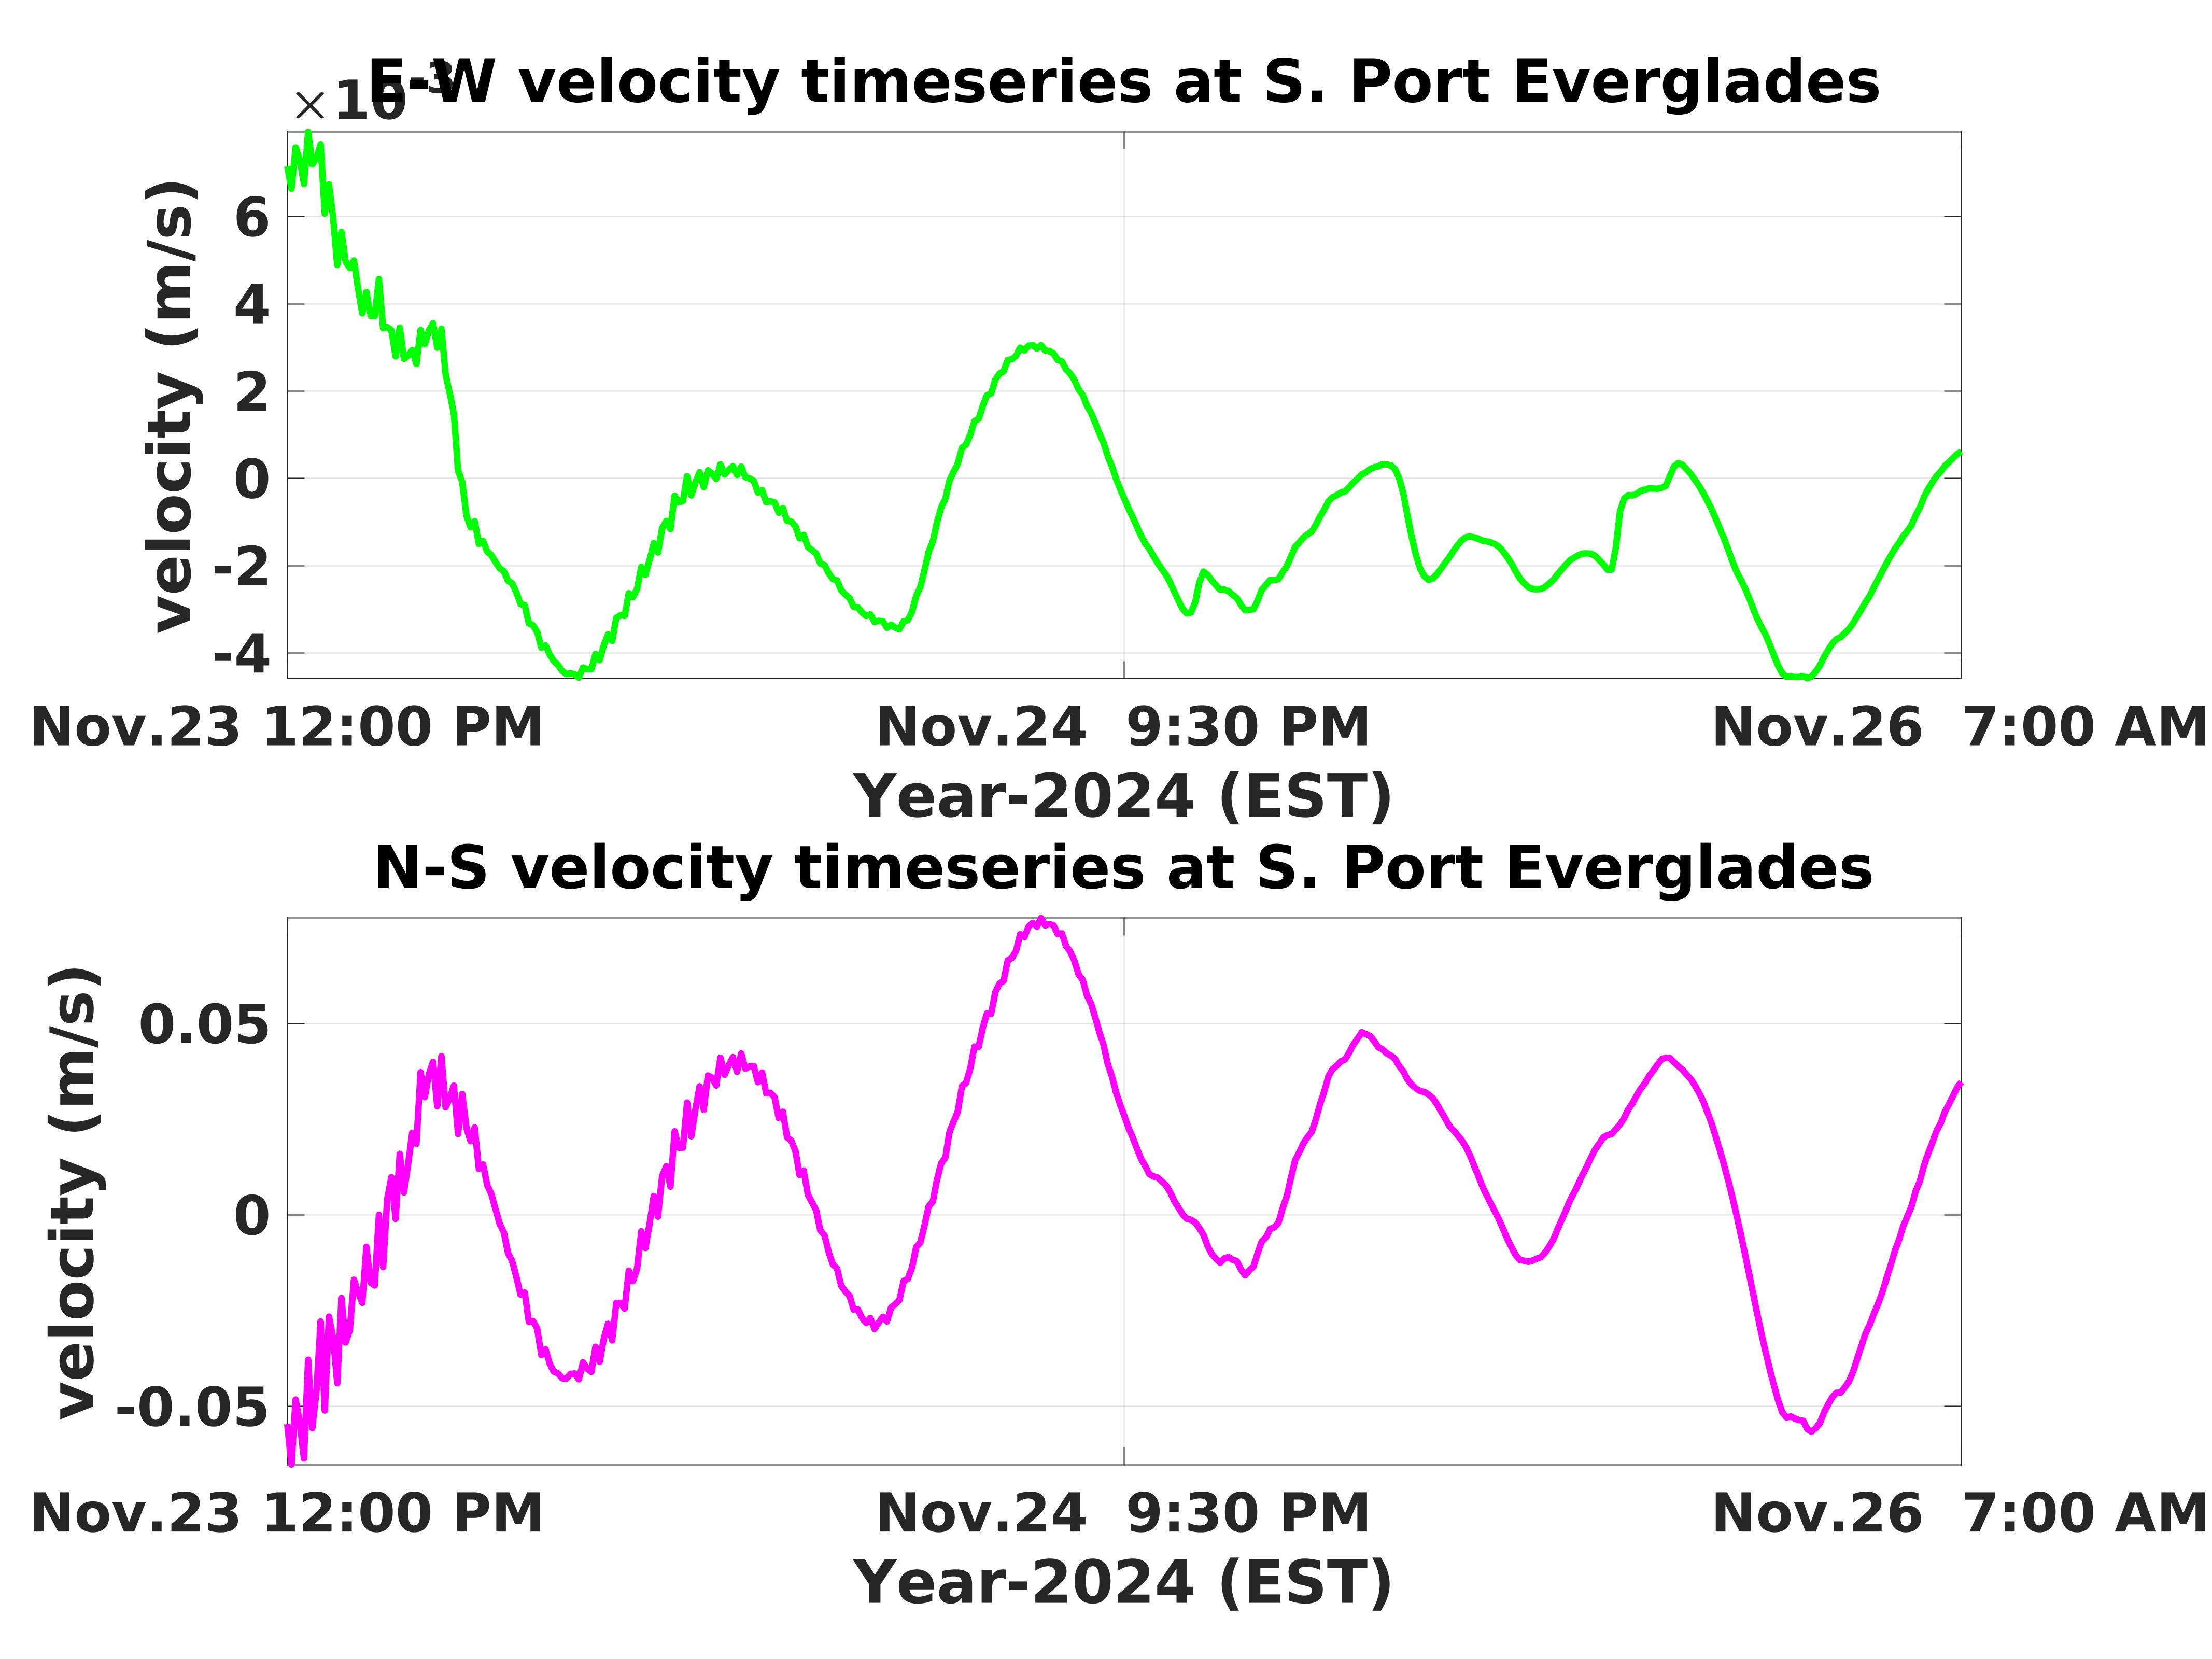 E-W velocity timeseries at S. Port Everglades
×10-3
velocity (m/s)
6
4
2
0
-2
-4
Nov.23 12:00 PM Nov.24 9:30 PM Nov.26 7:00 AM
Year-2024 (EST)
N-S velocity timeseries at S. Port Everglades
velocity (m/s)
0.05
0
-0.05
Nov.23 12:00 PM Nov.24 9:30 PM Nov.26 7:00 AM
Year-2024 (EST)